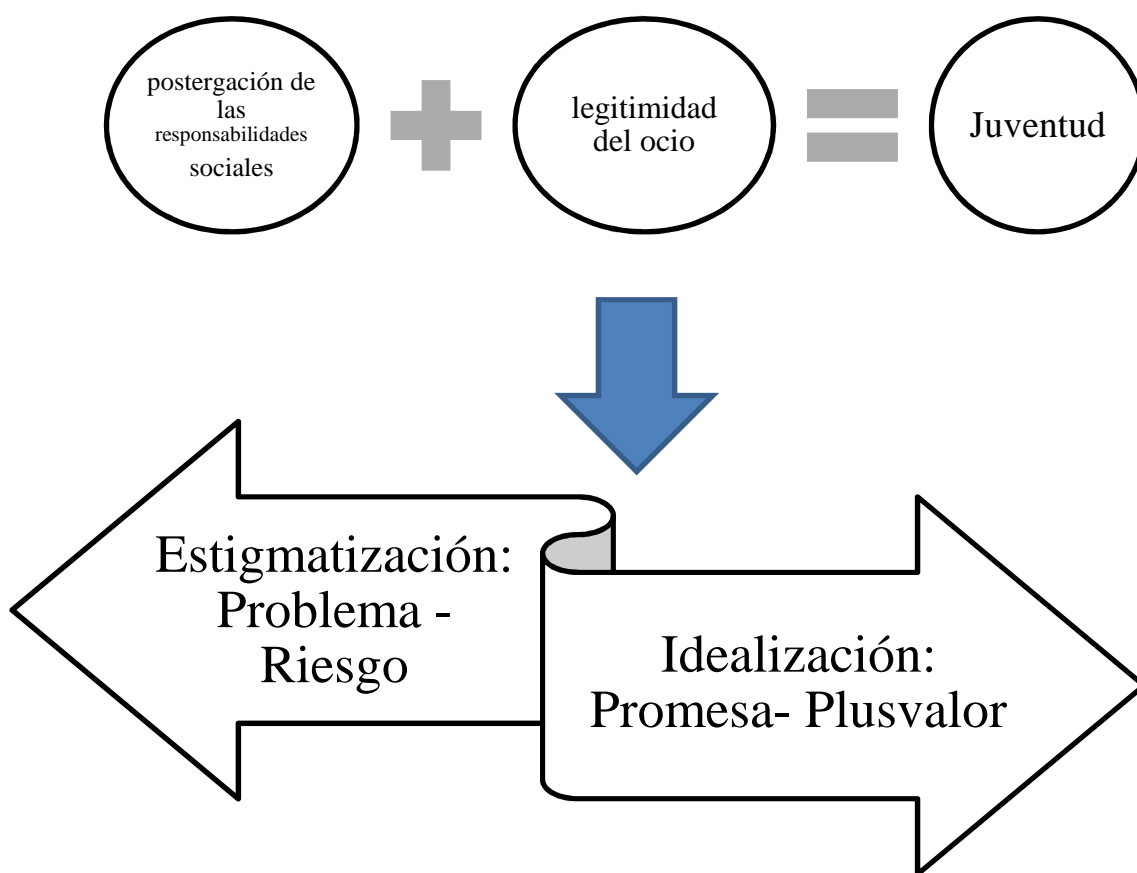 postergación de
las
responsabilidades
sociales
legitimidad
del ocio
Juventud
Estigmatización:
Problema -
Riesgo
Idealización:
Promesa- Plusvalor